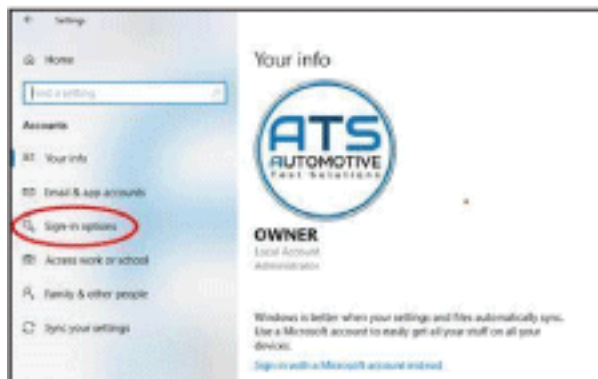 Settings
Home
Find a setting
Accounts
Your info
Email & app accounts
Sign-in options
Access work or school
Family & other people
Sync your settings
Your info
ATS
AUTOMOTIVE
Test Solutions
OWNER
Local Account
Administrator
Windows is better when your settings and files automatically sync.
Use a Microsoft account to easily get all your stuff on all your
devices.
Sign in with a Microsoft account instead